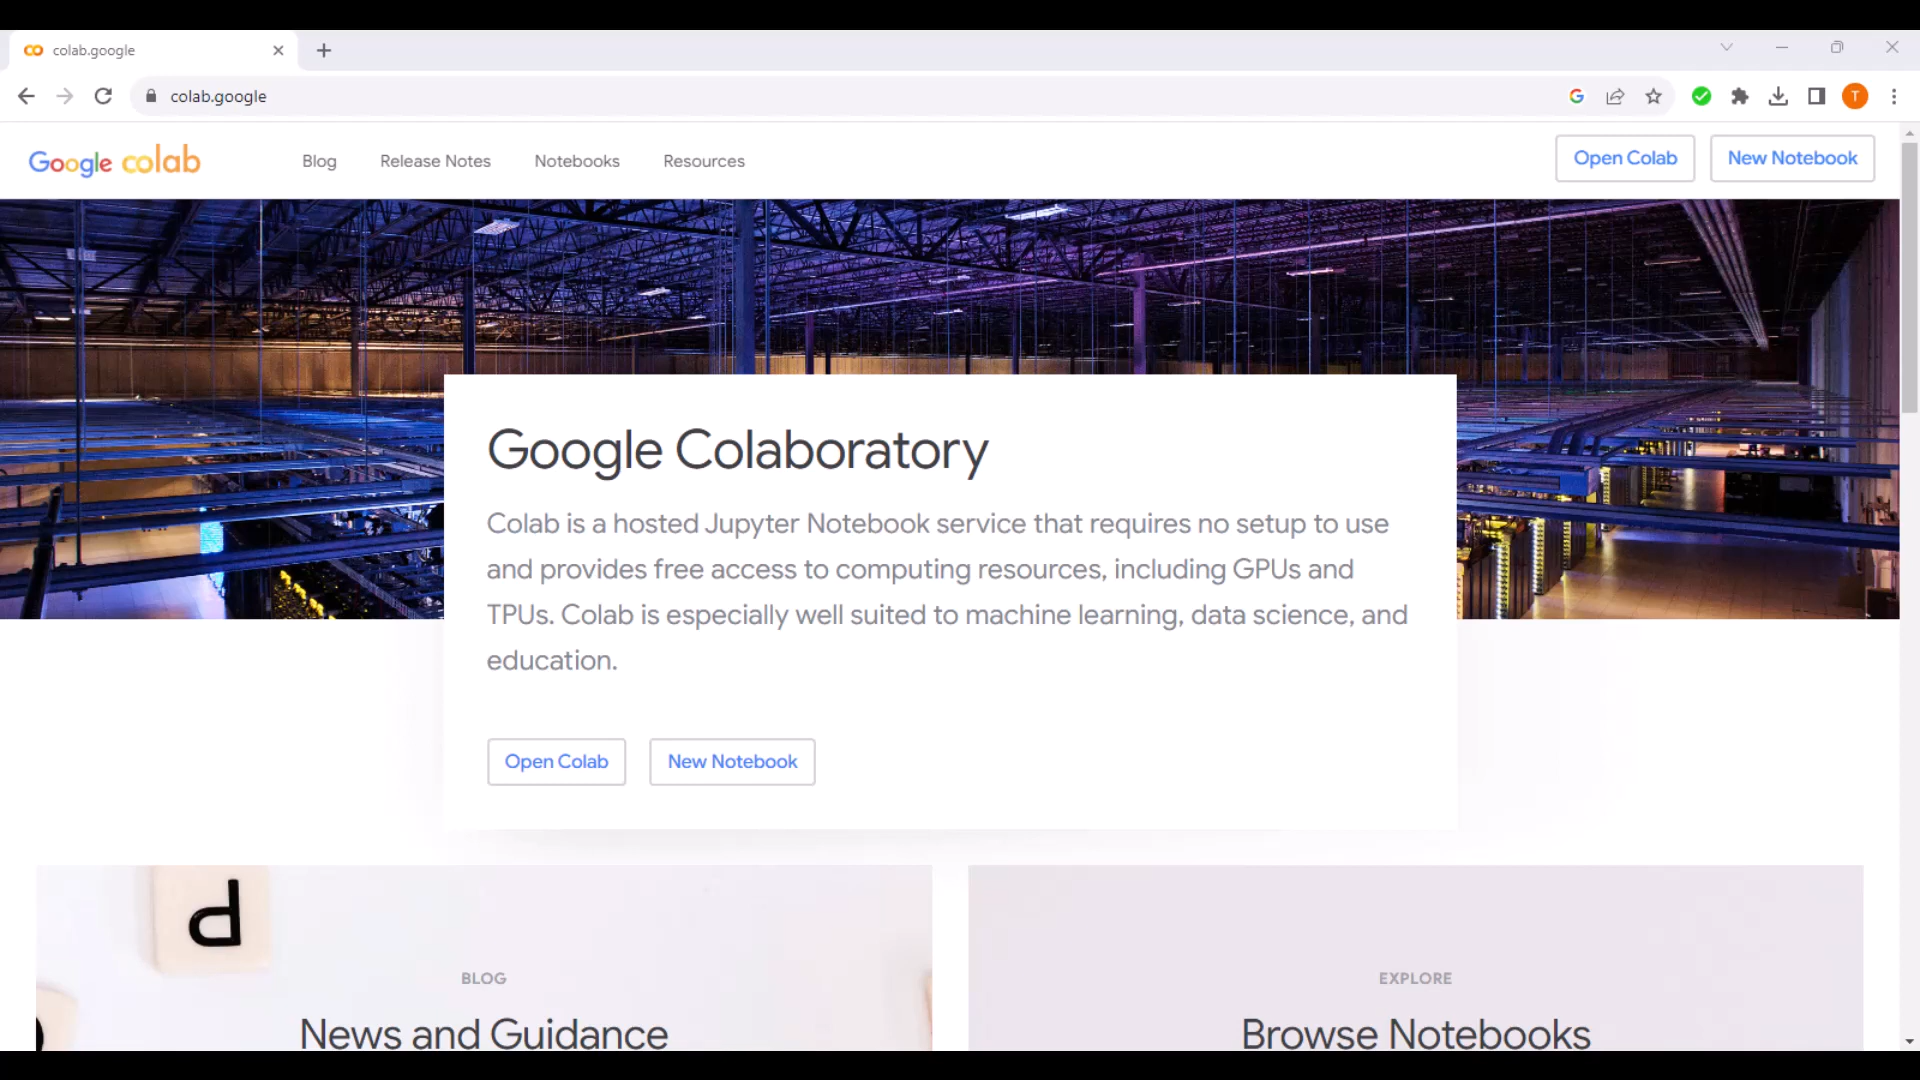 colab.google
colab.google
T
Google colab
Blog
Release Notes
Notebooks
Resources
Open Colab
New Notebook
Google Colaboratory
Colab is a hosted Jupyter Notebook service that requires no setup to use
and provides free access to computing resources, including GPUs and
TPUs. Colab is especially well suited to machine learning, data science, and
education.
Open Colab
New Notebook
BLOG
News and Guidance
EXPLORE
Browse Notebooks